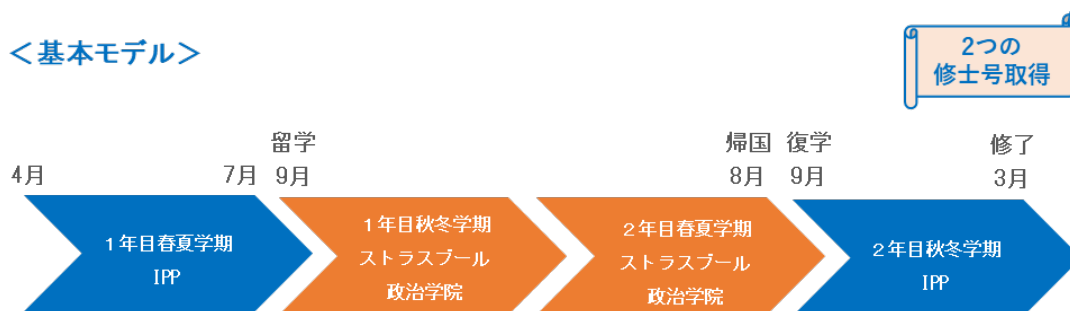 ＜基本モデル＞
2つの
修士号取得
留学
帰国 復学
修了
4月
7月 9月
8月 9月
3月
1年目春夏学期
IPP
1年目秋冬学期
ストラスブール
政治学院
2年目春夏学期
ストラスブール
政治学院
2年目秋冬学期
IPP